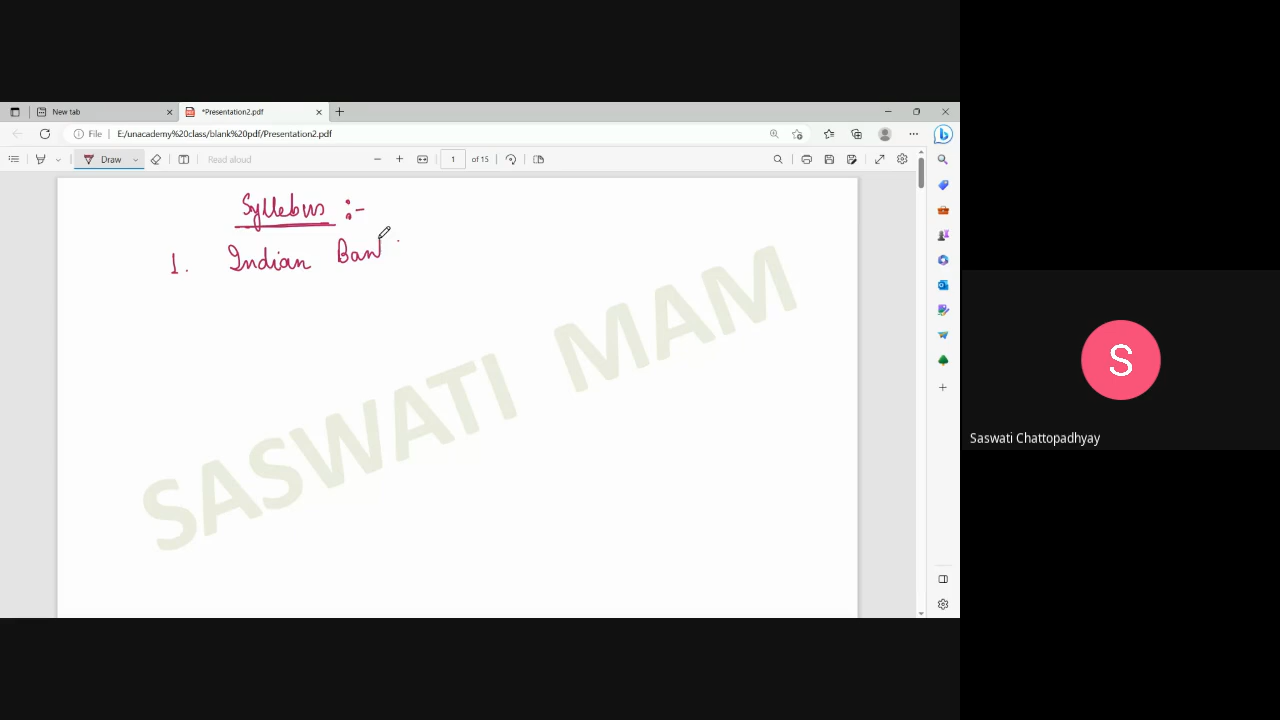 New tab
*Presentation2.pdf
File
E:/unacademy%20class/blank%20pdf/Presentation2.pdf
Draw
Read aloud
1
of 15
Syllebus :-
1. Indian Ban
SASWATI MAM
S
Saswati Chattopadhyay